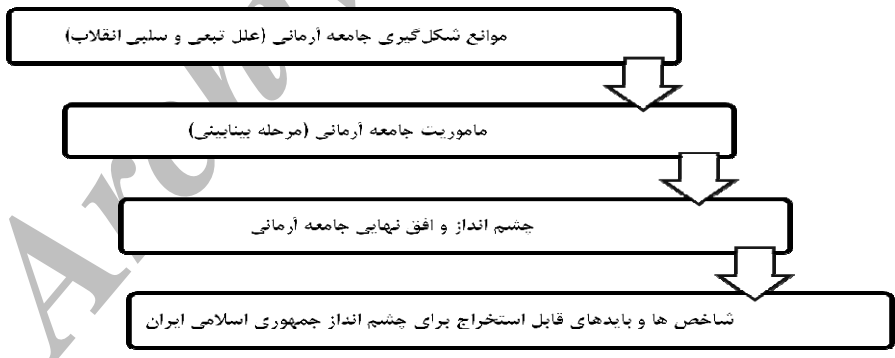 موانع شکل‌گیری جامعه آرمانی (علل تبعی و سلبی انقلاب)
ماموریت جامعه آرمانی (مرحله بینابینی)
چشم انداز و افق نهایی جامعه آرمانی
شاخص ها و بایدهای قابل استخراج برای چشم انداز جمهوری اسلامی ایران